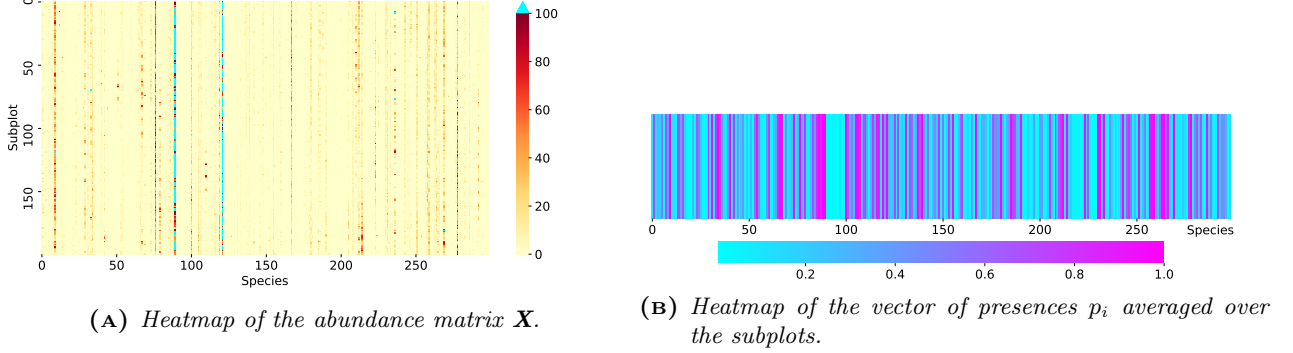 0
50
100
150
Subplot
0 50 100 150 200 250
Species
100
80
60
40
20
0
(A) Heatmap of the abundance matrix X.
0 50 100 150 200 250 Species
0.2 0.4 0.6 0.8 1.0
(B) Heatmap of the vector of presences pᵢ averaged over
the subplots.